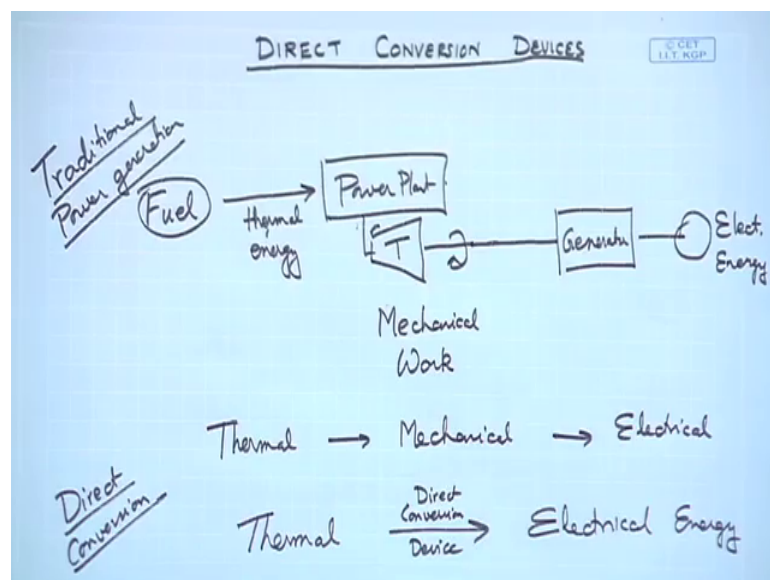 DIRECT CONVERSION DEVICES
© CET
I.I.T. KGP
Traditional
Power genration
Fuel
thermal
energy
Power Plant
T
Generator
Elect.
Energy
Mechanical
Work
Thermal → Mechanical → Electrical
Direct
Conversion
Thermal
Direct
Conversion
Device
Electrical Energy